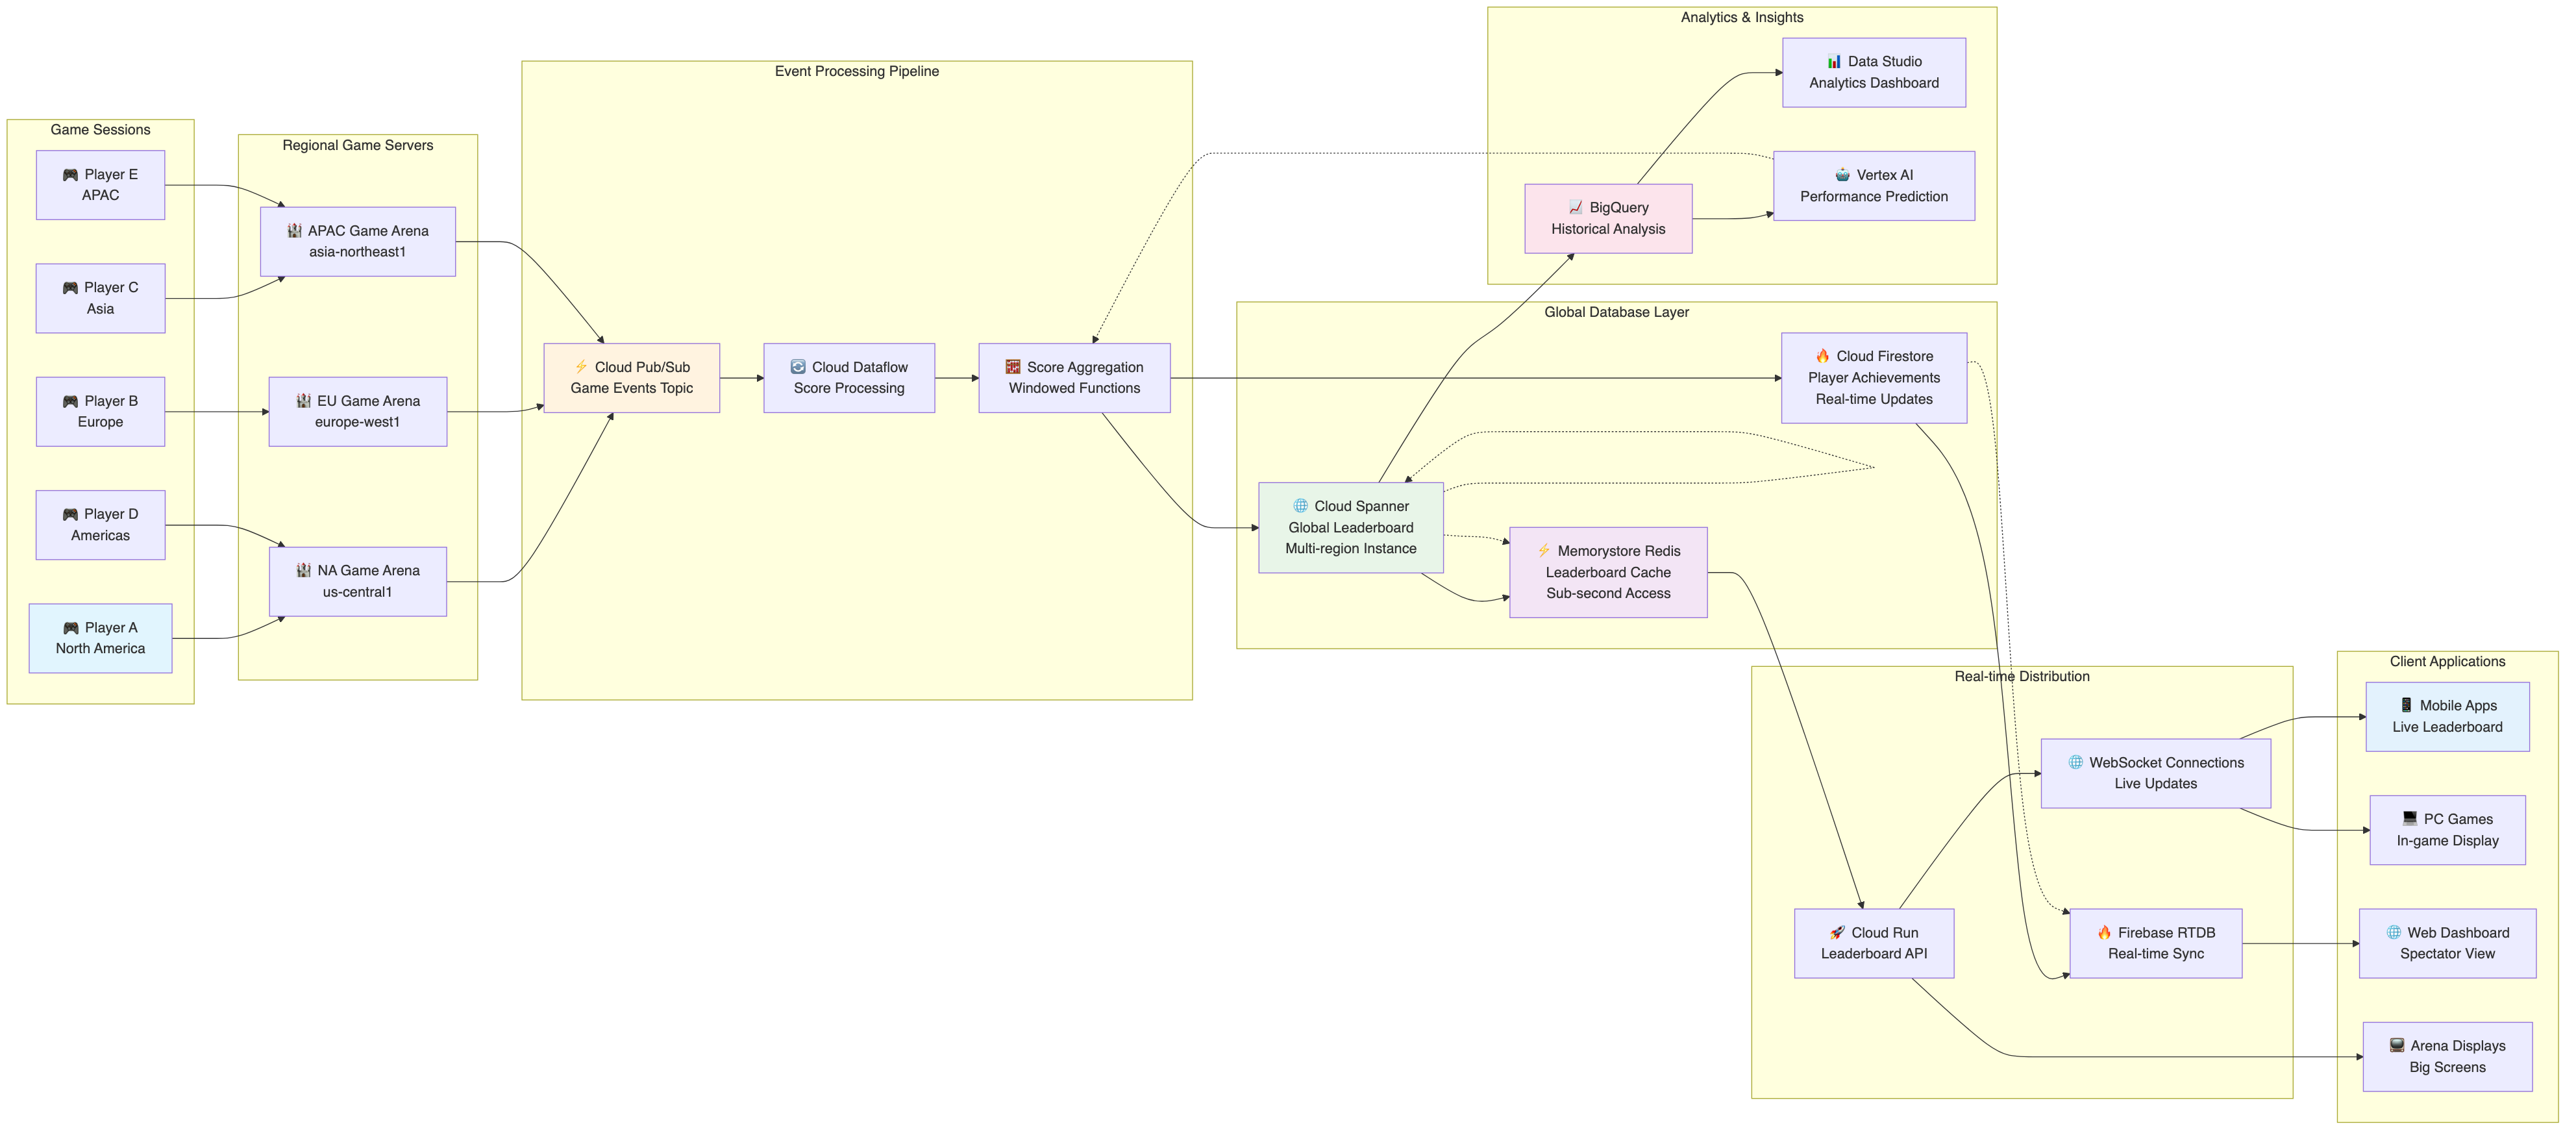 Game Sessions
🎮 Player E
APAC
🎮 Player C
Asia
🎮 Player B
Europe
🎮 Player D
Americas
🎮 Player A
North America
Regional Game Servers
🏰 APAC Game Arena
asia-northeast1
🏰 EU Game Arena
europe-west1
🏰 NA Game Arena
us-central1
Event Processing Pipeline
⚡ Cloud Pub/Sub
Game Events Topic
🔄 Cloud Dataflow
Score Processing
🧮 Score Aggregation
Windowed Functions
Analytics & Insights
📊 Data Studio
Analytics Dashboard
🤖 Vertex AI
Performance Prediction
📈 BigQuery
Historical Analysis
Global Database Layer
🔥 Cloud Firestore
Player Achievements
Real-time Updates
🌐 Cloud Spanner
Global Leaderboard
Multi-region Instance
⚡ Memorystore Redis
Leaderboard Cache
Sub-second Access
Real-time Distribution
🌐 WebSocket Connections
Live Updates
🚀 Cloud Run
Leaderboard API
🔥 Firebase RTDB
Real-time Sync
Client Applications
📱 Mobile Apps
Live Leaderboard
💻 PC Games
In-game Display
🌐 Web Dashboard
Spectator View
📺 Arena Displays
Big Screens